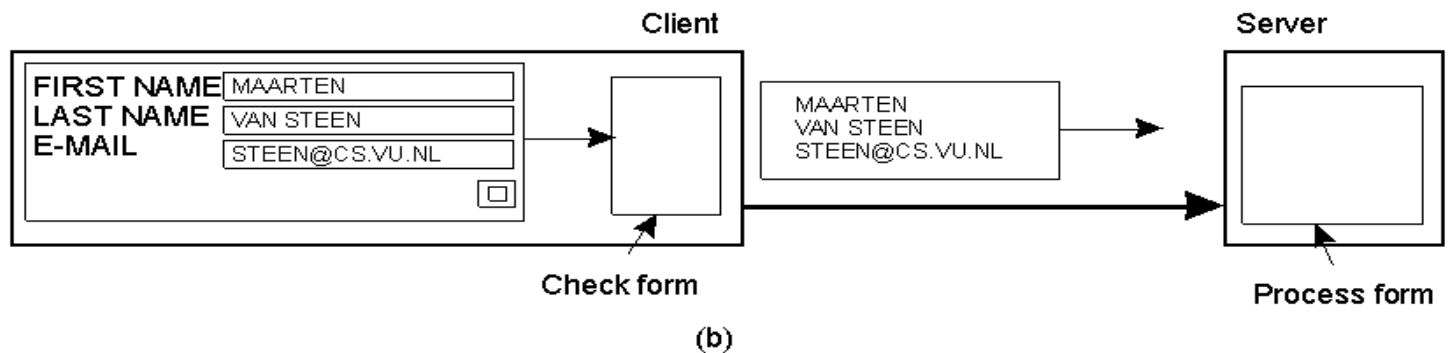 Client
Server
FIRST NAME MAARTEN
LAST NAME VAN STEEN
E-MAIL STEEN@CS.VU.NL
MAARTEN
VAN STEEN
STEEN@CS.VU.NL
Check form
Process form
(b)